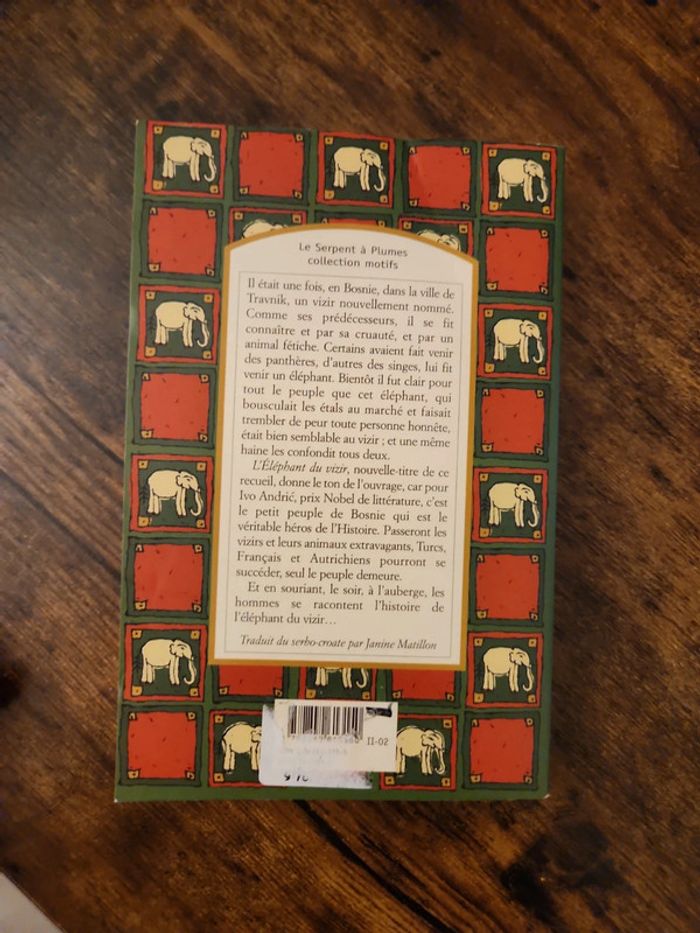 Le Serpent à Plumes
collection motifs
Il était une fois, en Bosnie, dans la ville de
Travnik, un vizir nouvellement nommé.
Comme ses prédécesseurs, il se fit
connaître et par sa cruauté, et par un
animal fétiche. Certains avaient fait venir
des panthères, d'autres des singes, lui fit
venir un éléphant. Bientôt il fut clair pour
tout le peuple que cet éléphant, qui
bousculait les étals au marché et faisait
trembler de peur toute personne honnête,
était bien semblable au vizir ; et une même
haine les confondit tous deux.
L'Éléphant du vizir, nouvelle-titre de ce
recueil, donne le ton de l'ouvrage, car pour
Ivo Andrić, prix Nobel de littérature, c'est
le petit peuple de Bosnie qui est le
véritable héros de l'Histoire. Passeront les
vizirs et leurs animaux extravagants, Turcs,
Français et Autrichiens pourront se
succéder, seul le peuple demeure.
Et en souriant, le soir, à l'auberge, les
hommes se racontent l'histoire de
l'éléphant du vizir…
Traduit du serbo-croate par Janine Matillon
II-02